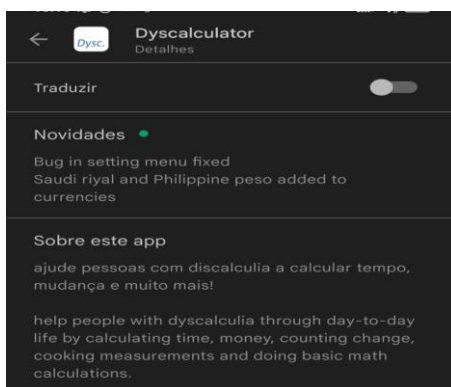 Dysc.
Dyscalculator
Detalhes
Traduzir
Novidades
Bug in setting menu fixed
Saudi riyal and Philippine peso added to
currencies
Sobre este app
ajude pessoas com discalculia a calcular tempo,
mudança e muito mais!
help people with dyscalculia through day-to-day
life by calculating time, money, counting change,
cooking measurements and doing basic math
calculations.